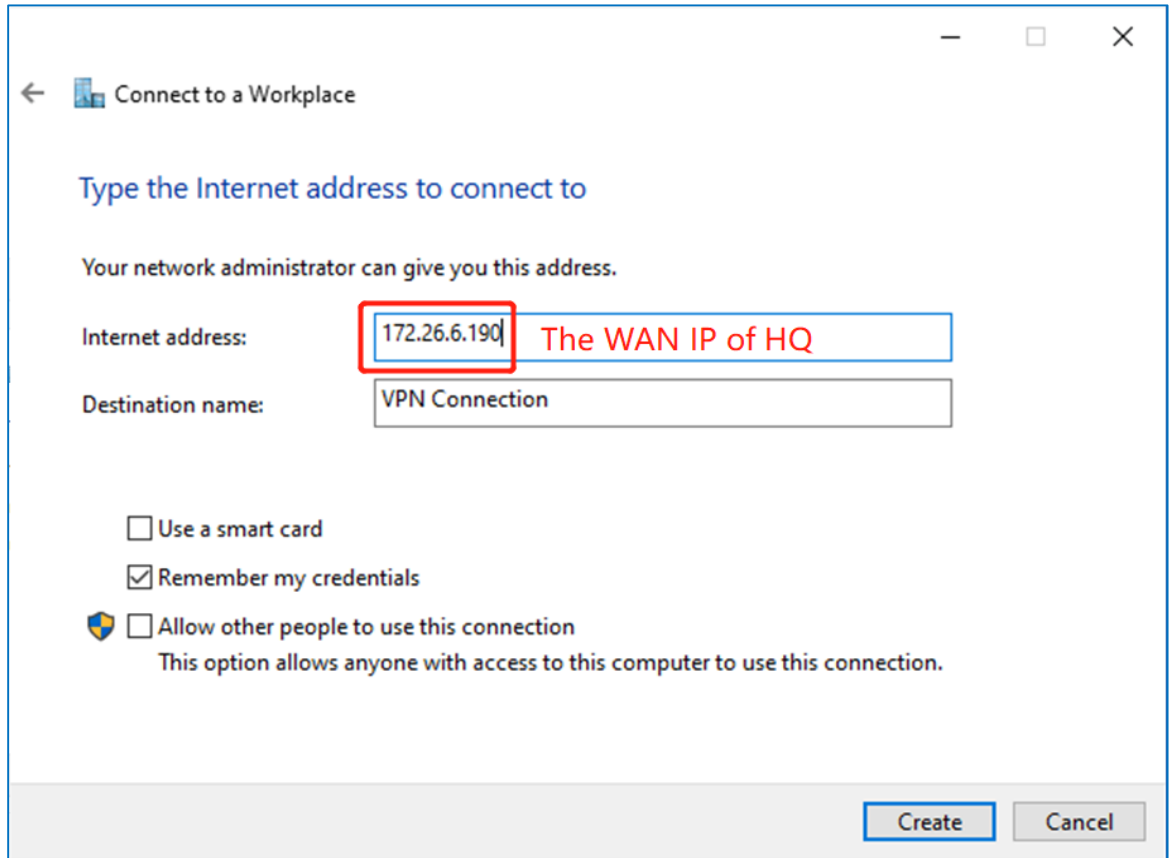 Connect to a Workplace
Type the Internet address to connect to
Your network administrator can give you this address.
Internet address: 172.26.6.190 The WAN IP of HQ
Destination name: VPN Connection
Use a smart card
Remember my credentials
Allow other people to use this connection
This option allows anyone with access to this computer to use this connection.
Create Cancel